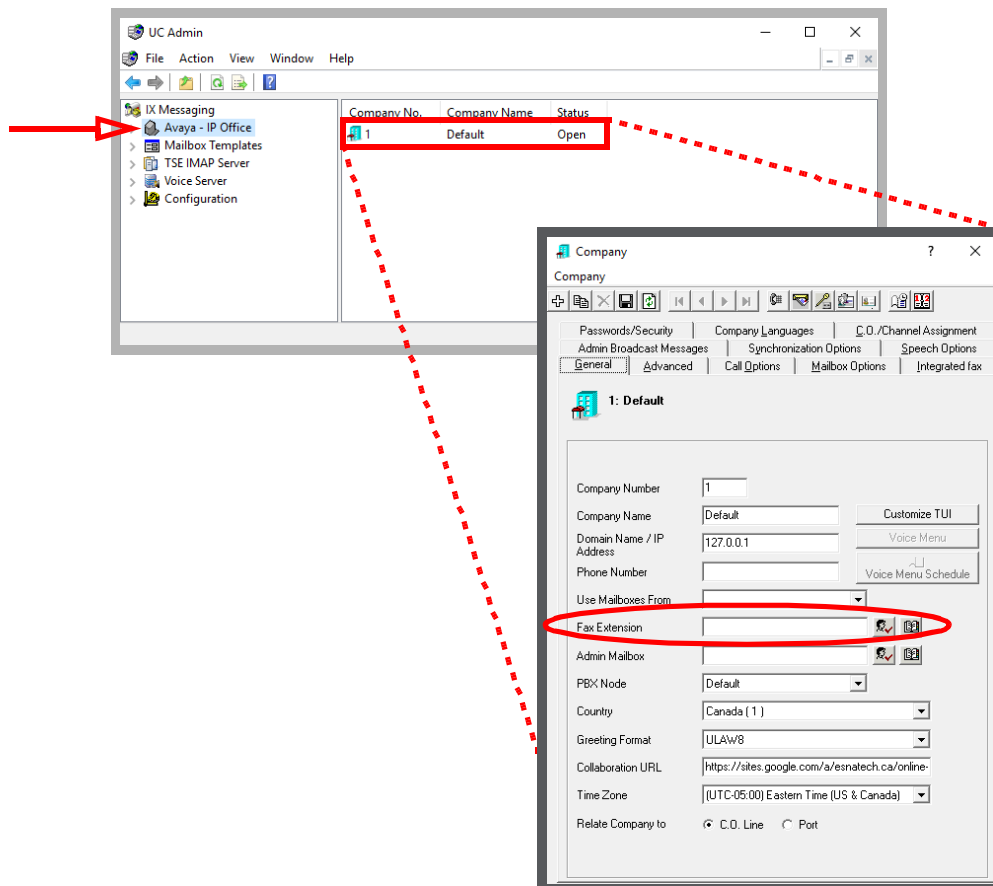 UC Admin
File Action View Window Help
IX Messaging
Avaya - IP Office
Mailbox Templates
TSE IMAP Server
Voice Server
Configuration
Company No. Company Name Status
1 Default Open
Company
Company
Passwords/Security Company Languages C.O./Channel Assignment
Admin Broadcast Messages Synchronization Options Speech Options
General Advanced Call Options Mailbox Options Integrated fax
1: Default
Company Number 1
Company Name Default Customize TUI
Domain Name / IP Address 127.0.0.1 Voice Menu
Phone Number Voice Menu Schedule
Use Mailboxes From
Fax Extension
Admin Mailbox
PBX Node Default
Country Canada ( 1 )
Greeting Format ULAW8
Collaboration URL https://sites.google.com/a/esnatech.ca/online-
Time Zone (UTC-05:00) Eastern Time (US & Canada)
Relate Company to C.O. Line Port